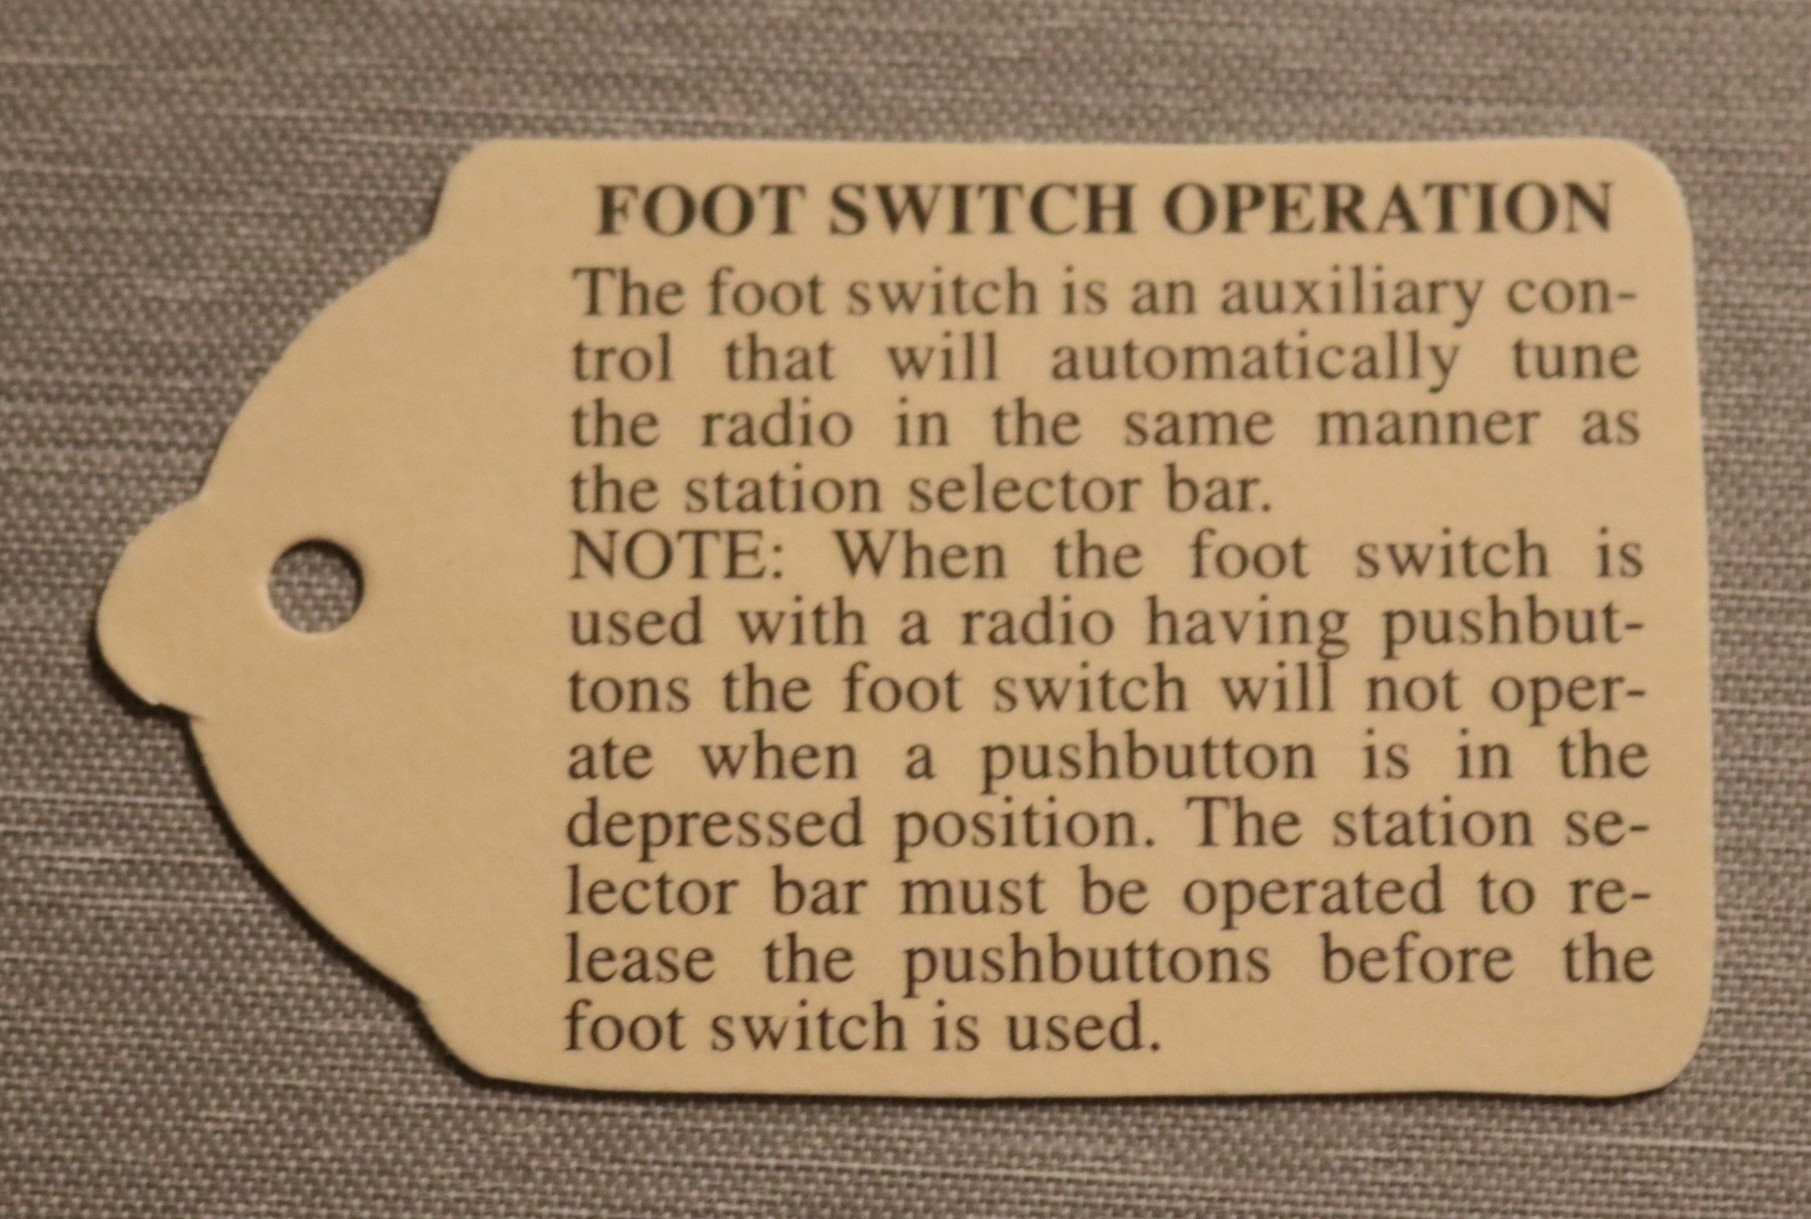 FOOT SWITCH OPERATION
The foot switch is an auxiliary con-
trol that will automatically tune
the radio in the same manner as
the station selector bar.
NOTE: When the foot switch is
used with a radio having pushbut-
tons the foot switch will not oper-
ate when a pushbutton is in the
depressed position. The station se-
lector bar must be operated to re-
lease the pushbuttons before the
foot switch is used.